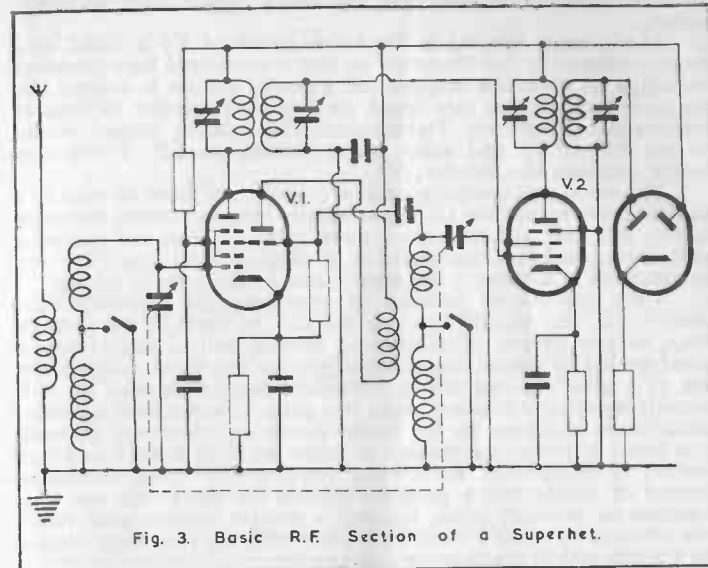 V.1.
V.2.
Fig. 3. Basic R.F. Section of a Superhet.